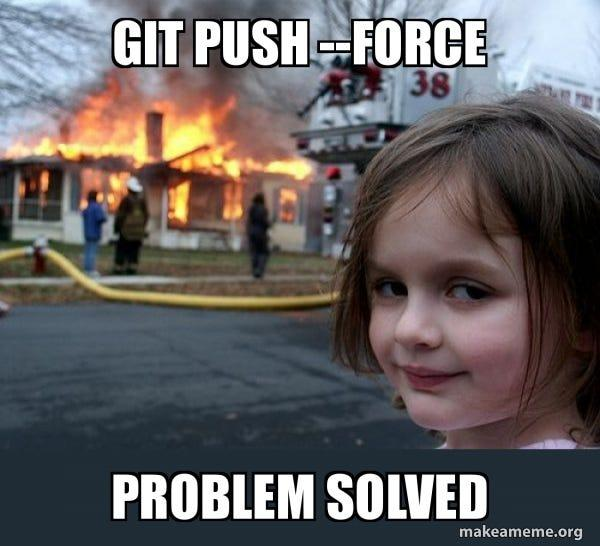 GIT PUSH --FORCE
38
PROBLEM SOLVED
makeameme.org